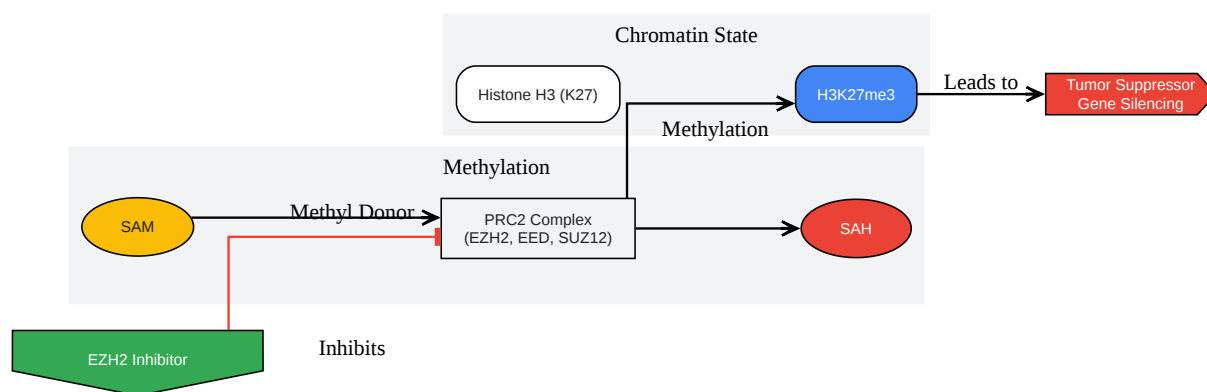 Chromatin State
Histone H3 (K27)
H3K27me3
Leads to
Tumor Suppressor
Gene Silencing
Methylation
Methylation
SAM
Methyl Donor
PRC2 Complex
(EZH2, EED, SUZ12)
SAH
EZH2 Inhibitor
Inhibits